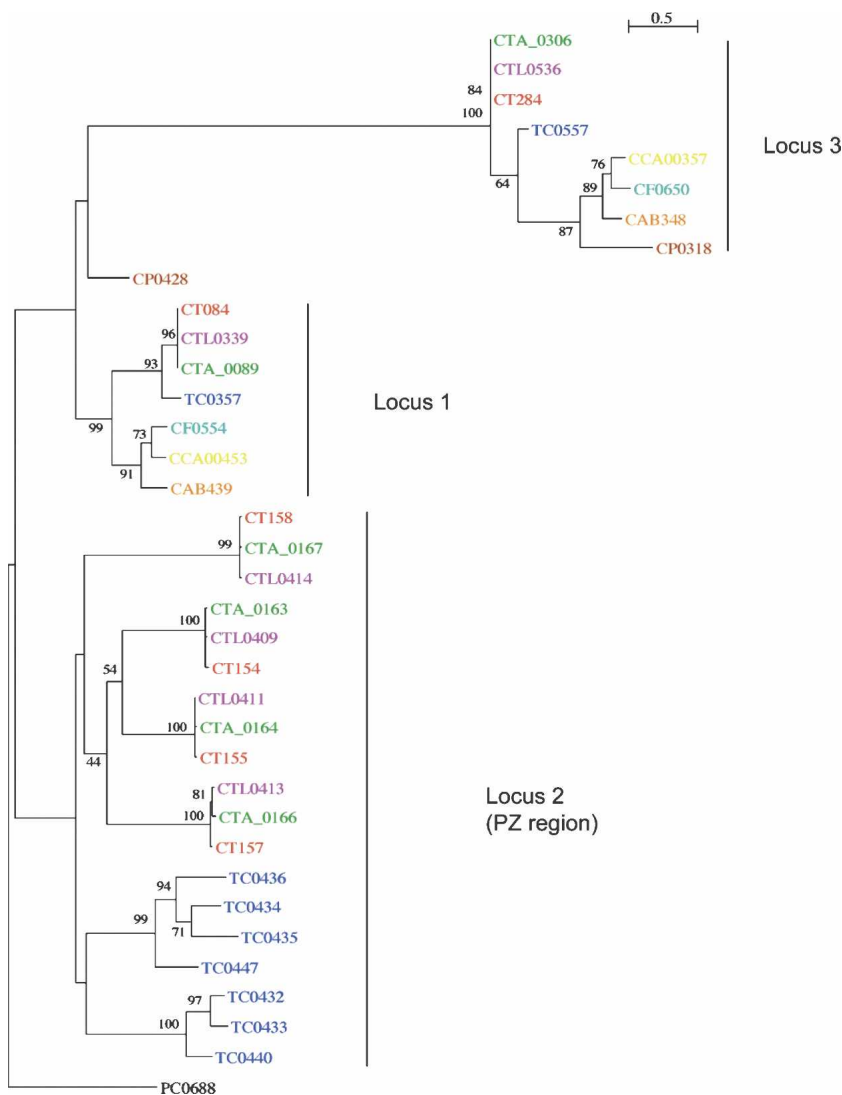 0.5
CTA_0306
CTL0536
84
CT284
100
TC0557
Locus 3
CCA00357
76
CF0650
64
89
CAB348
87
CP0318
CP0428
CT084
96
CTL0339
93
CTA_0089
TC0357
Locus 1
99
CF0554
73
CCA00453
91
CAB439
CT158
99
CTA_0167
CTL0414
CTA_0163
100
CTL0409
54
CT154
CTL0411
100
CTA_0164
44
CT155
CTL0413
81
Locus 2
(PZ region)
100
CTA_0166
CT157
TC0436
94
TC0434
99
71
TC0435
TC0447
TC0432
97
100
TC0433
TC0440
PC0688